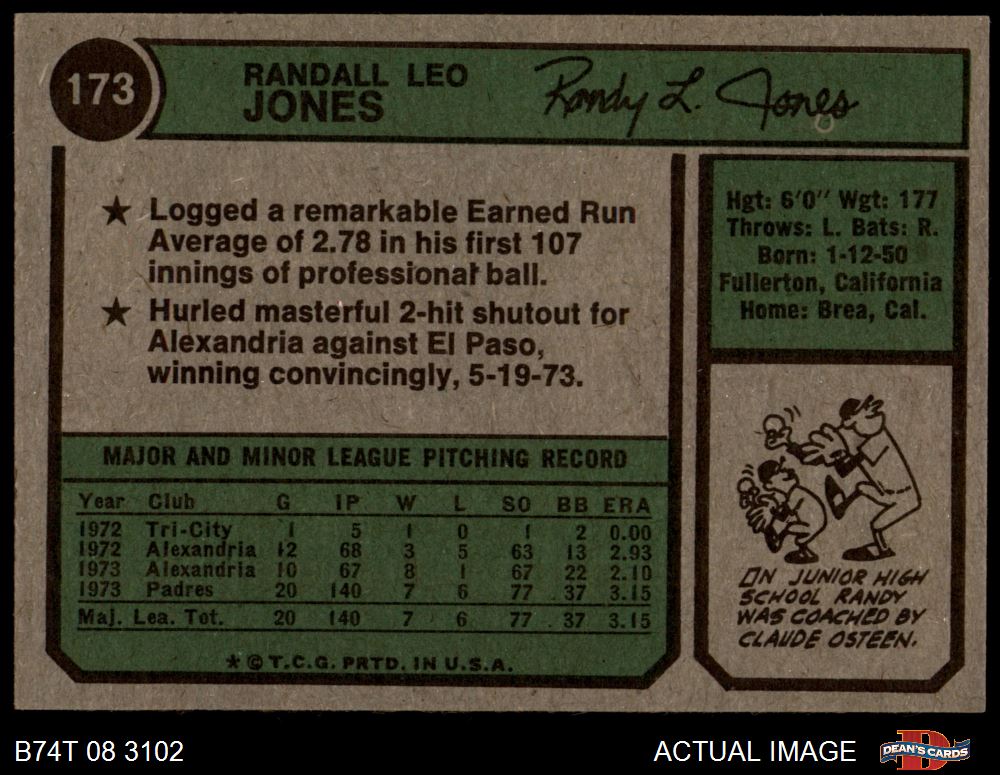 173
RANDALL LEO
JONES
Randy L. Jones
★ Logged a remarkable Earned Run
Average of 2.78 in his first 107
innings of professional ball.
★ Hurled masterful 2-hit shutout for
Alexandria against El Paso,
winning convincingly, 5-19-73.
Hgt: 6'0" Wgt: 177
Throws: L. Bats: R.
Born: 1-12-50
Fullerton, California
Home: Brea, Cal.
MAJOR AND MINOR LEAGUE PITCHING RECORD
Year Club G IP W L SO BB ERA
1972 Tri-City 1 5 1 0 1 2 0.00
1972 Alexandria 12 68 3 5 63 13 2.93
1973 Alexandria 10 67 8 1 67 22 2.10
1973 Padres 20 140 7 6 77 37 3.15
Maj. Lea. Tot. 20 140 7 6 77 37 3.15
★ © T.C.G. PRTD. IN U.S.A.
IN JUNIOR HIGH
SCHOOL RANDY
WAS COACHED BY
CLAUDE OSTEEN.
B74T 08 3102
ACTUAL IMAGE
D
DEAN'S CARDS